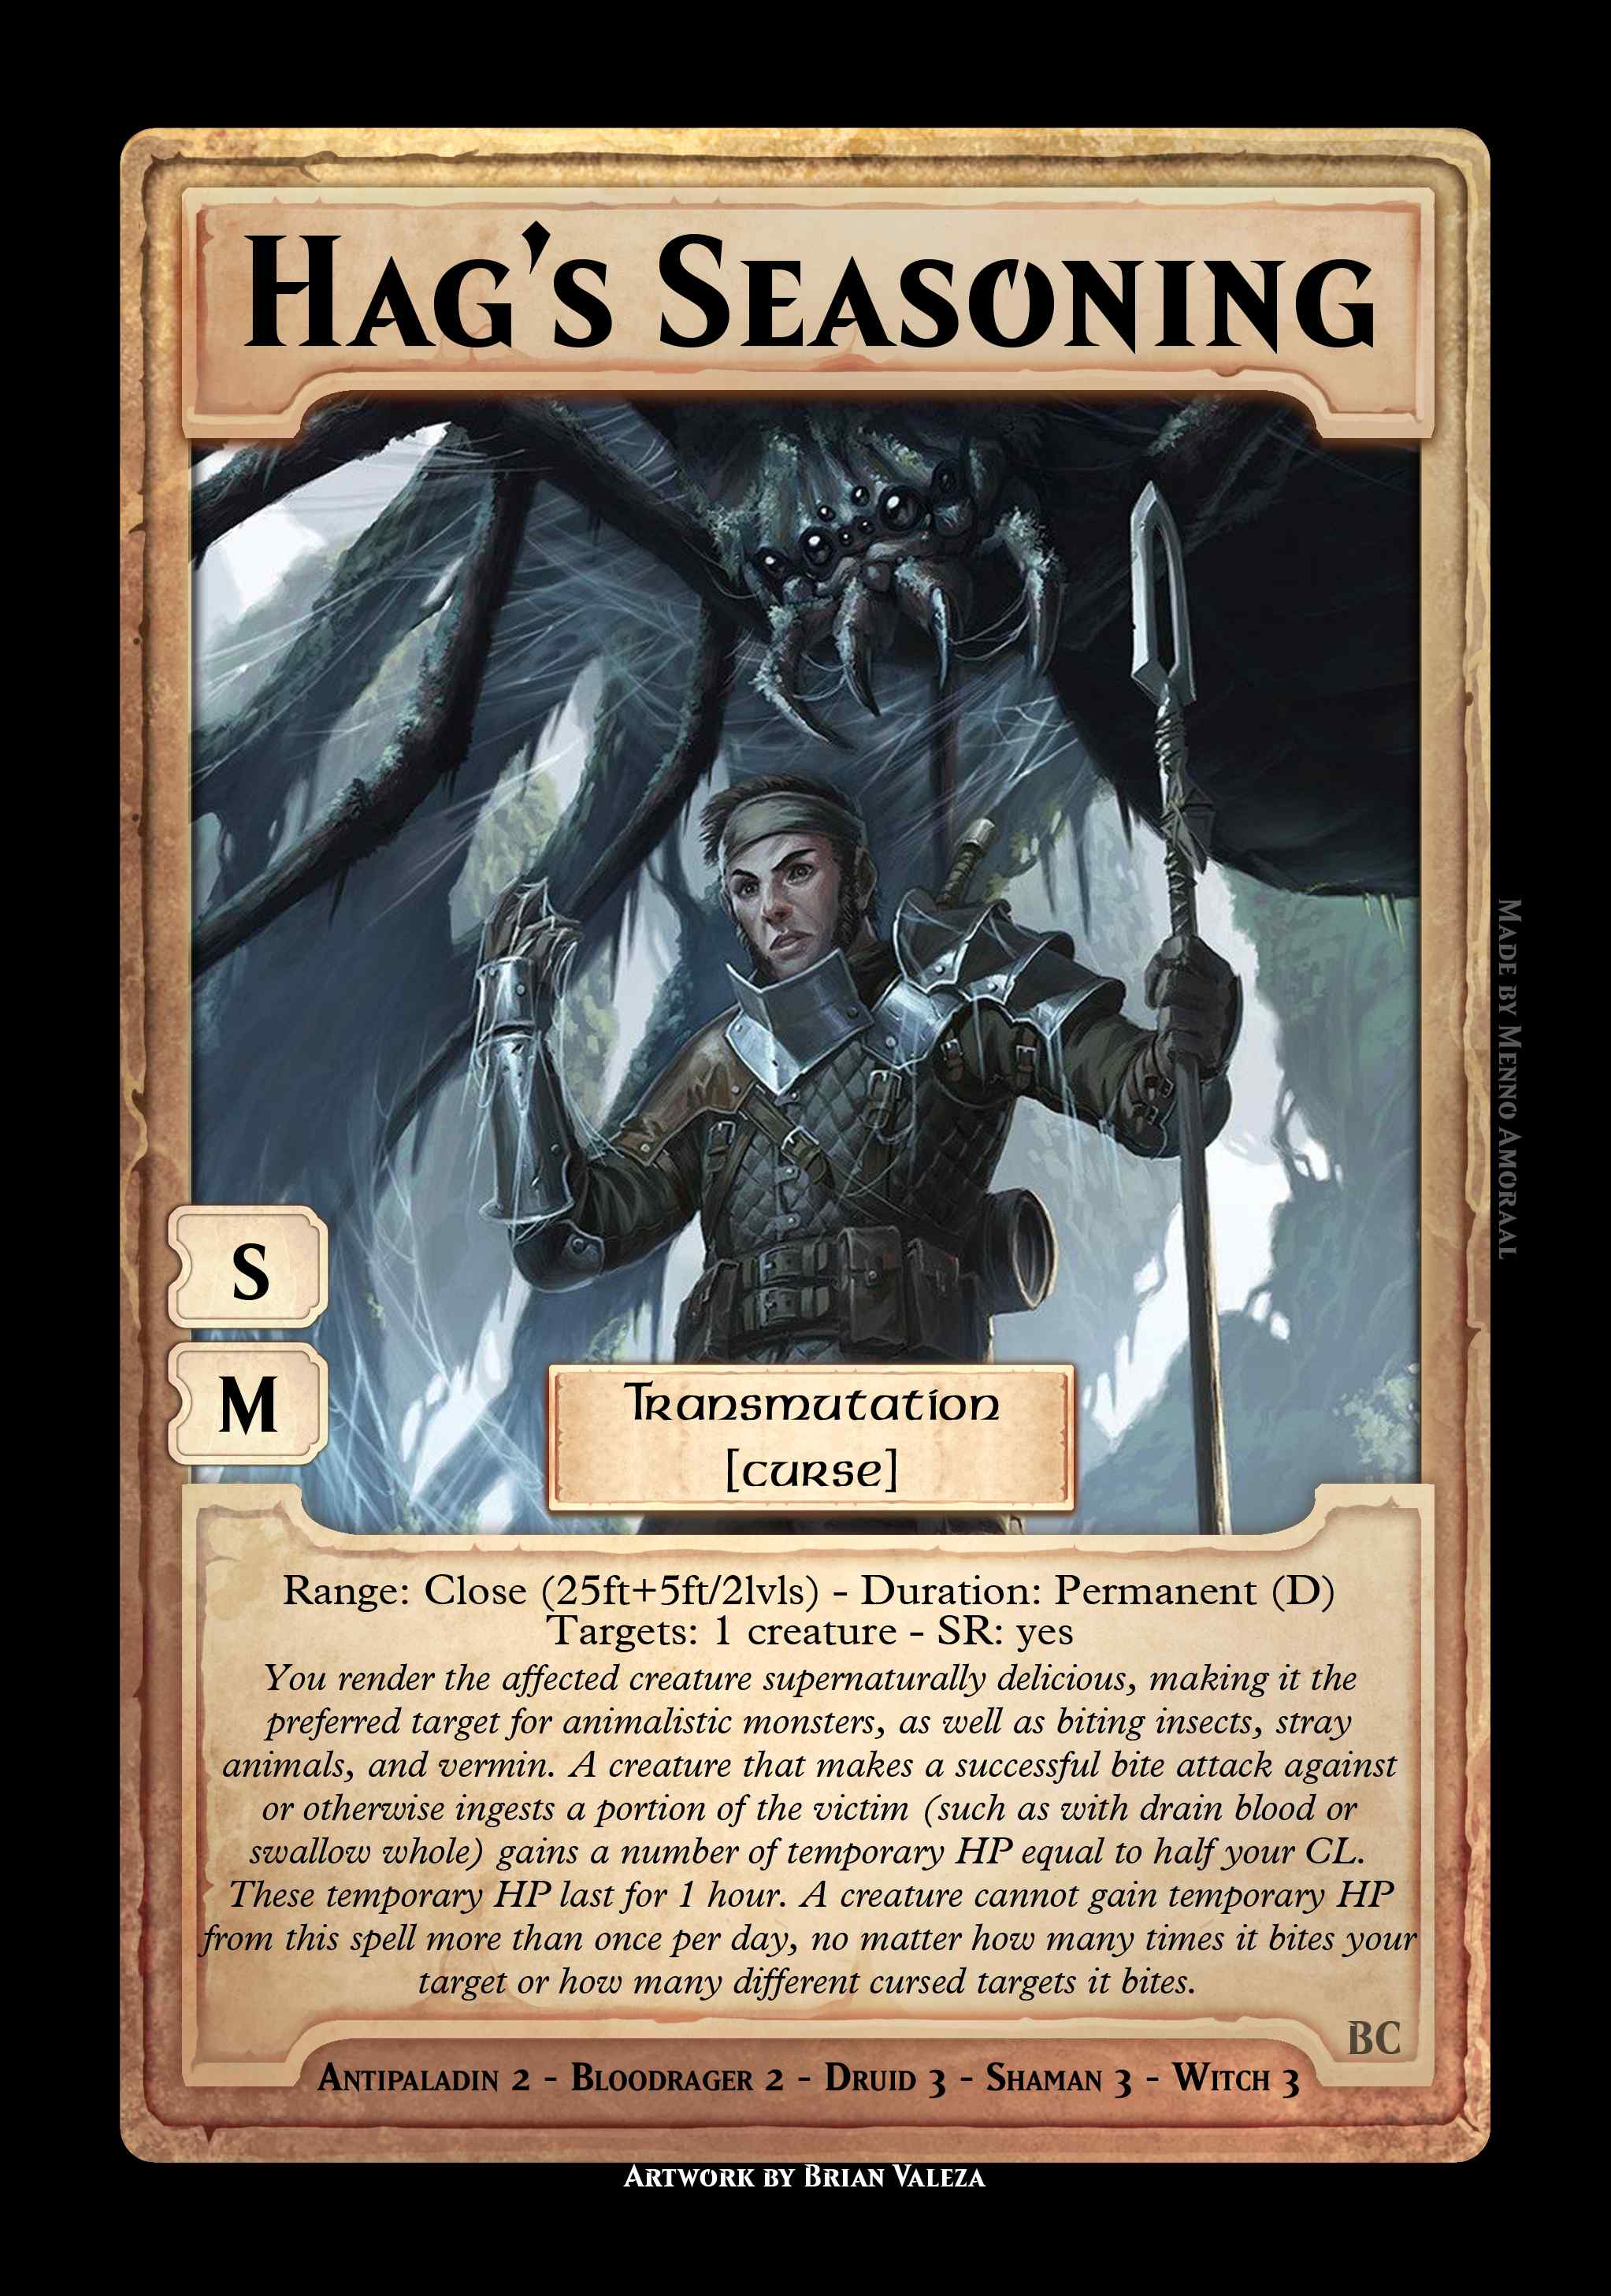 Hag's Seasoning
S
M
Transmutation
[curse]
Range: Close (25ft+5ft/2lvls) - Duration: Permanent (D)
Targets: 1 creature - SR: yes
You render the affected creature supernaturally delicious, making it the
preferred target for animalistic monsters, as well as biting insects, stray
animals, and vermin. A creature that makes a successful bite attack against
or otherwise ingests a portion of the victim (such as with drain blood or
swallow whole) gains a number of temporary HP equal to half your CL.
These temporary HP last for 1 hour. A creature cannot gain temporary HP
from this spell more than once per day, no matter how many times it bites your
target or how many different cursed targets it bites.
BC
Antipaladin 2 - Bloodrager 2 - Druid 3 - Shaman 3 - Witch 3
Artwork by Brian Valeza
Made by Menno Amoraal